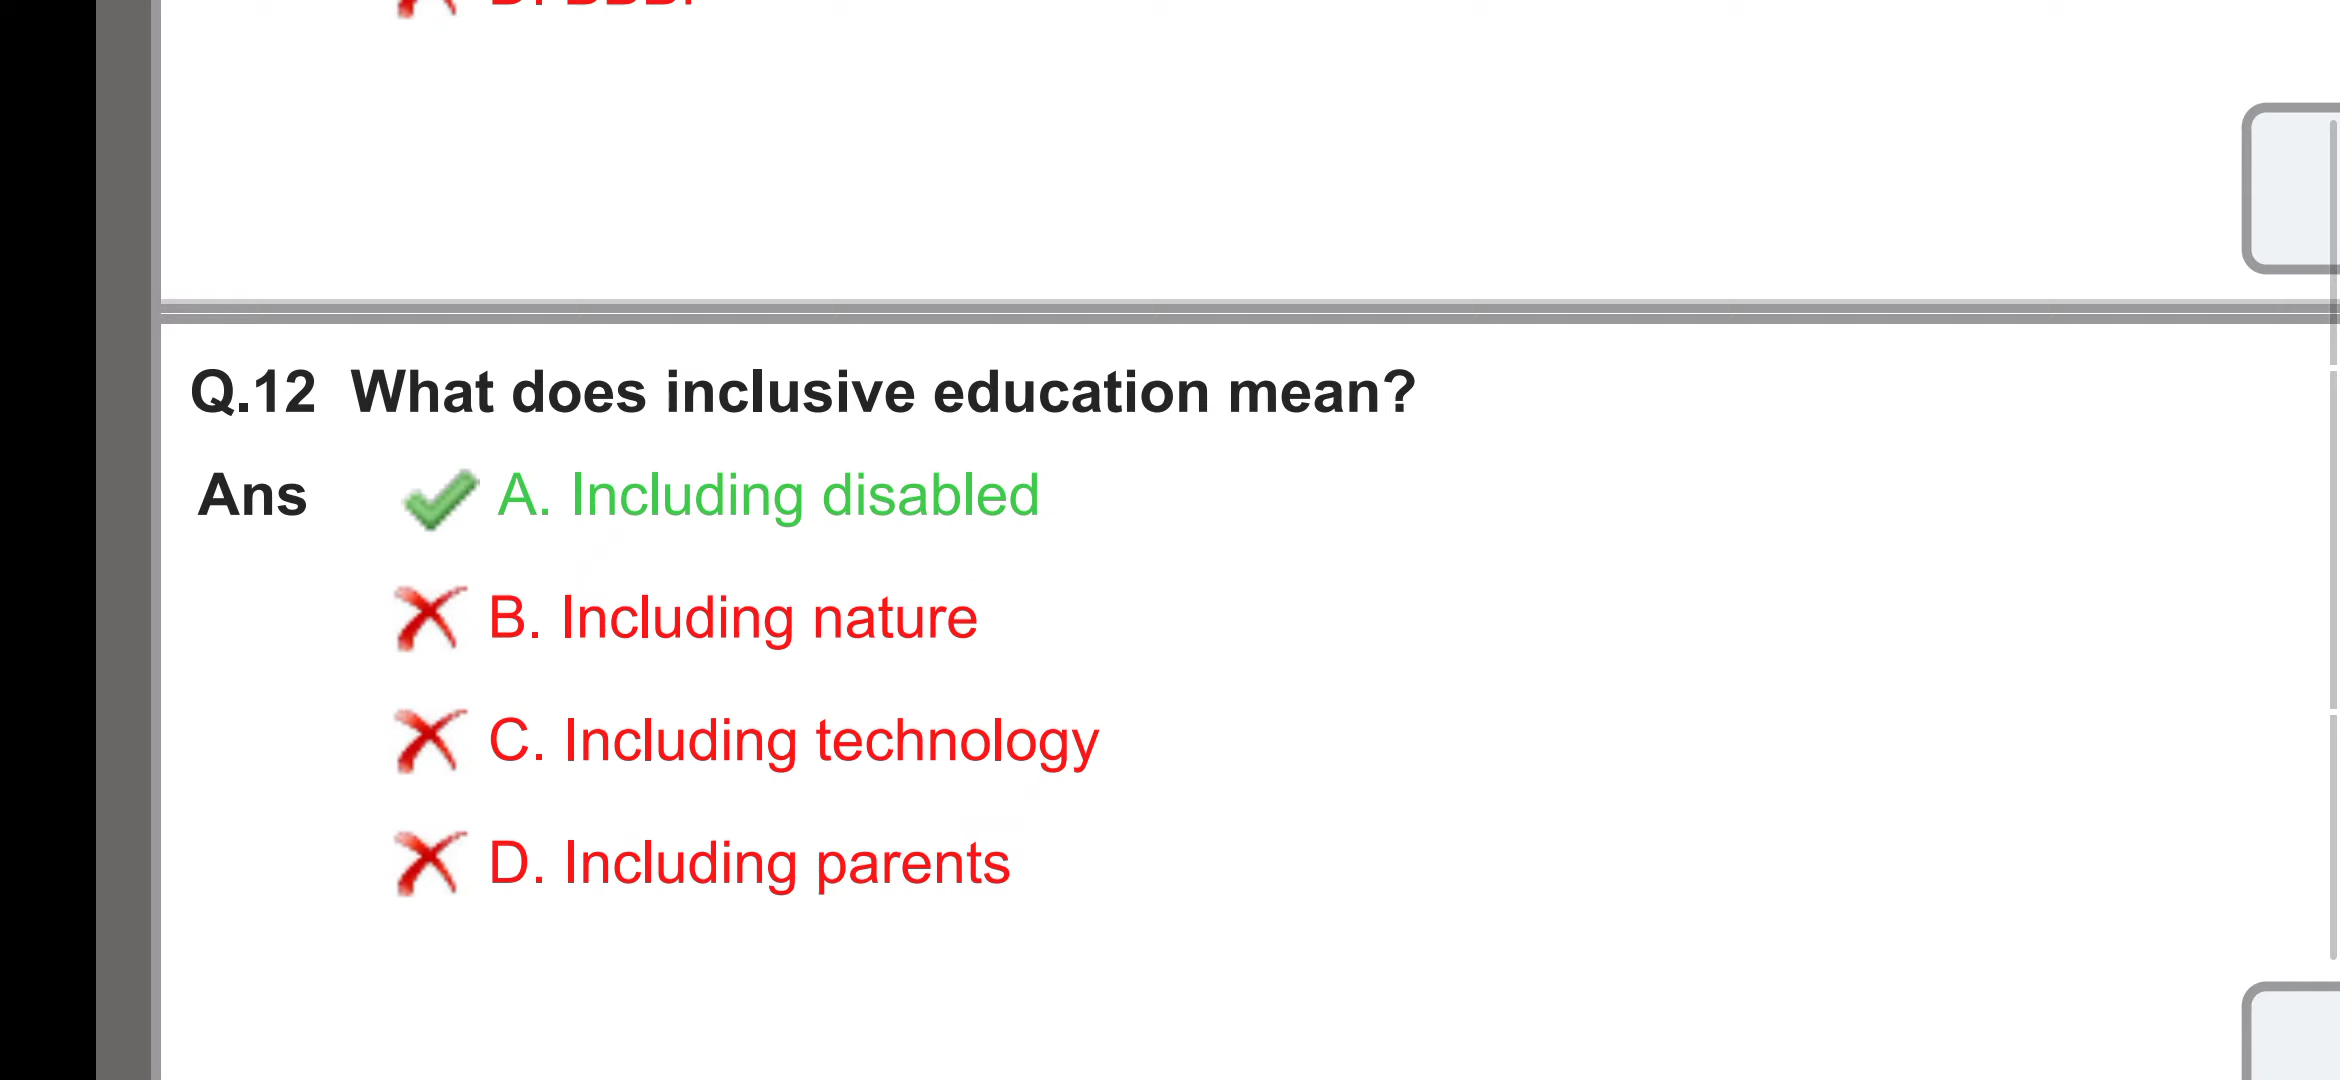 Q.12 What does inclusive education mean?
Ans A. Including disabled
B. Including nature
C. Including technology
D. Including parents